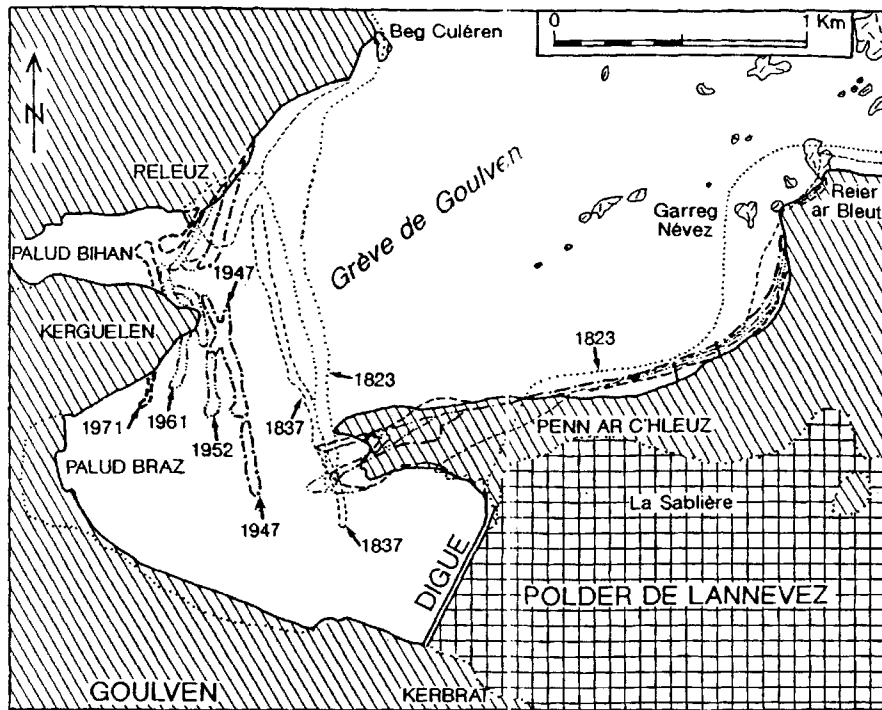 Beg Culéren
0
1 Km
N
RELEUZ
Grève de Goulven
Garreg
Névez
Reier
ar Bleut
PALUD BIHAN
1947
KERGUELEN
1823
1823
1837
1971
1961
1952
PENN AR C'HLEUZ
PALUD BRAZ
La Sablière
1947
1837
DIGUE
POLDER DE LANNEVEZ
GOULVEN
KERBRAT